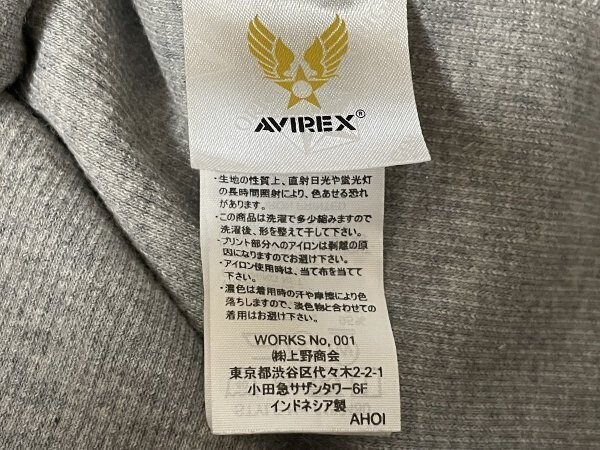 AVIREX®
・生地の性質上、直射日光や蛍光灯
の長時間照射により、色あせる恐れ
があります。
・この商品は洗濯で多少縮みますので
洗濯後、形を整えて干して下さい。
・プリント部分へのアイロンは剥離の原
因になりますのでお避け下さい。
・アイロン使用時は、当て布を当てて
下さい。
・濃色は着用時の汗や摩擦により色
落ちしますので、淡色物と合わせての
着用はお避け下さい。
WORKS No, 001
㈱上野商会
東京都渋谷区代々木2-2-1
小田急サザンタワー6F
インドネシア製
AHOI